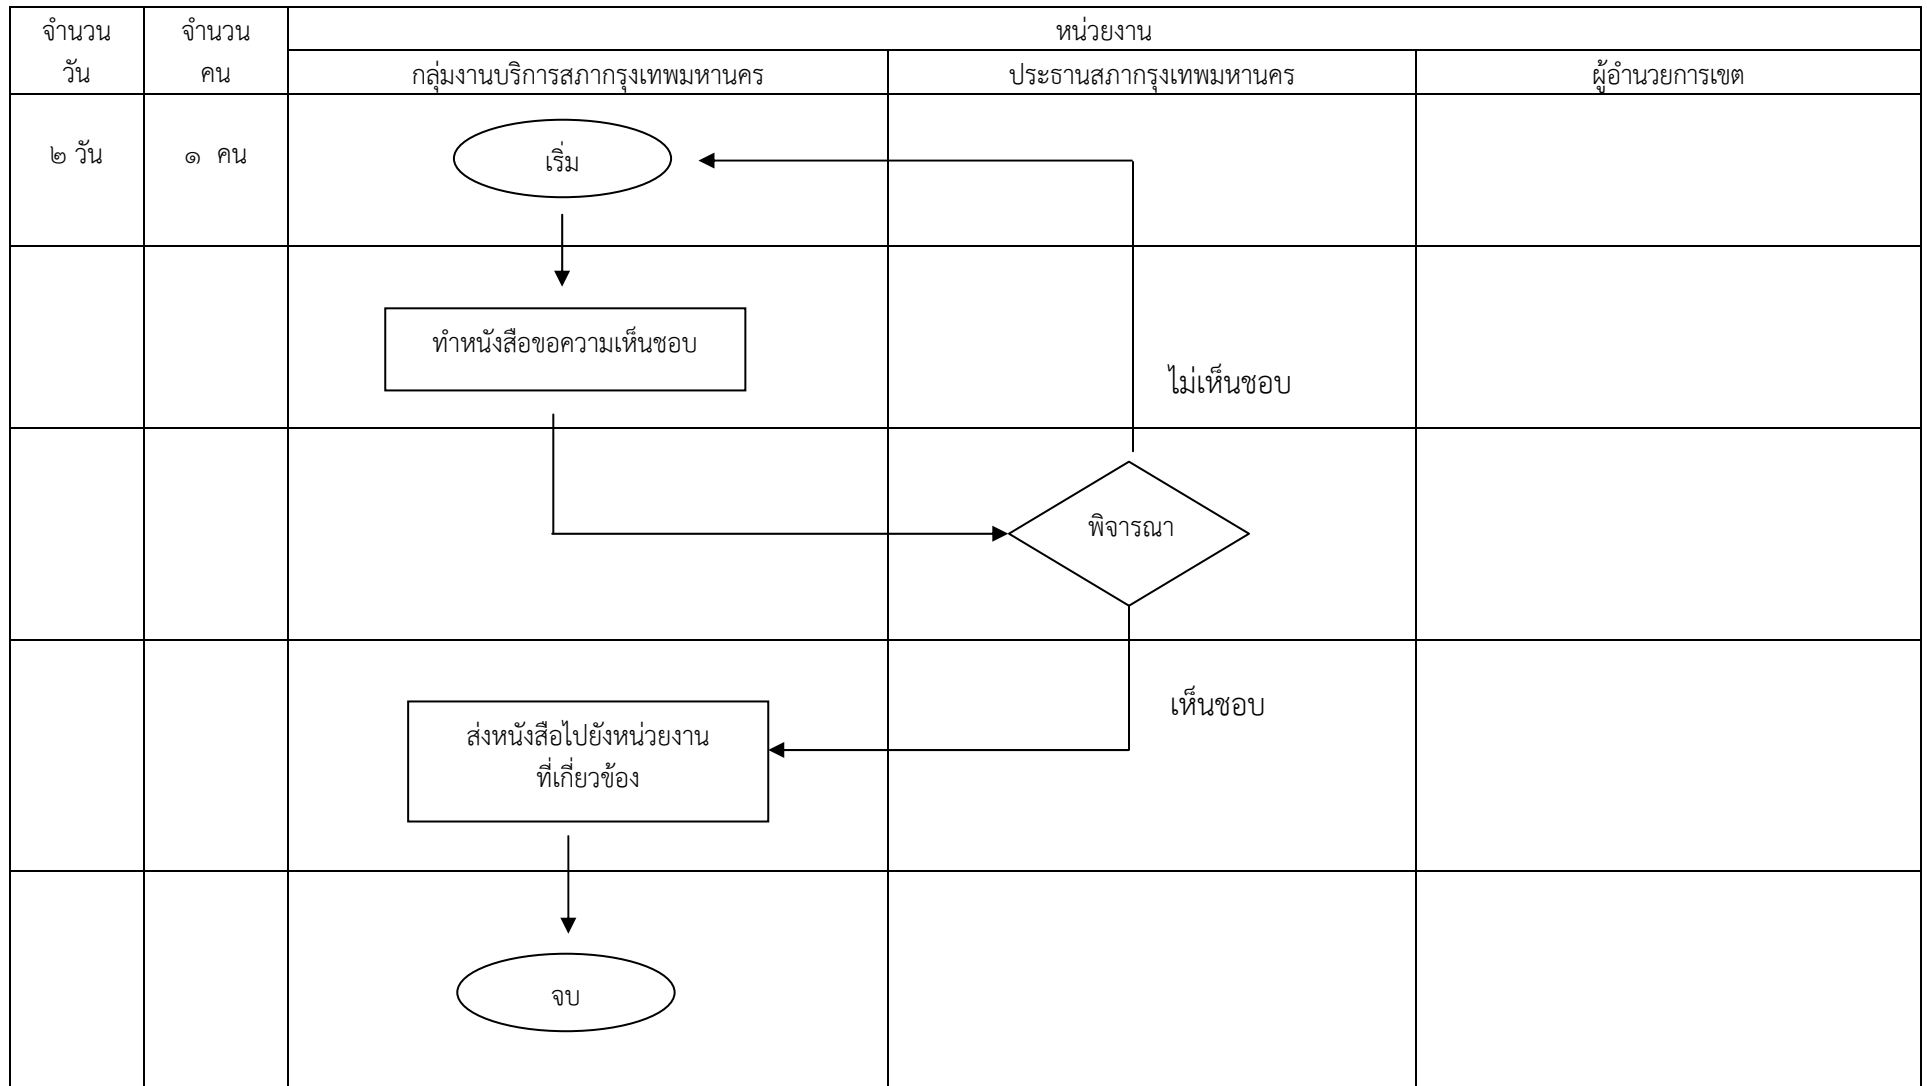 จำนวน
วัน
จำนวน
คน
หน่วยงาน
กลุ่มงานบริการสภากรุงเทพมหานคร
ประธานสภากรุงเทพมหานคร
ผู้อำนวยการเขต
๒ วัน
๑ คน
เริ่ม
ทำหนังสือขอความเห็นชอบ
ไม่เห็นชอบ
พิจารณา
เห็นชอบ
ส่งหนังสือไปยังหน่วยงาน
ที่เกี่ยวข้อง
จบ